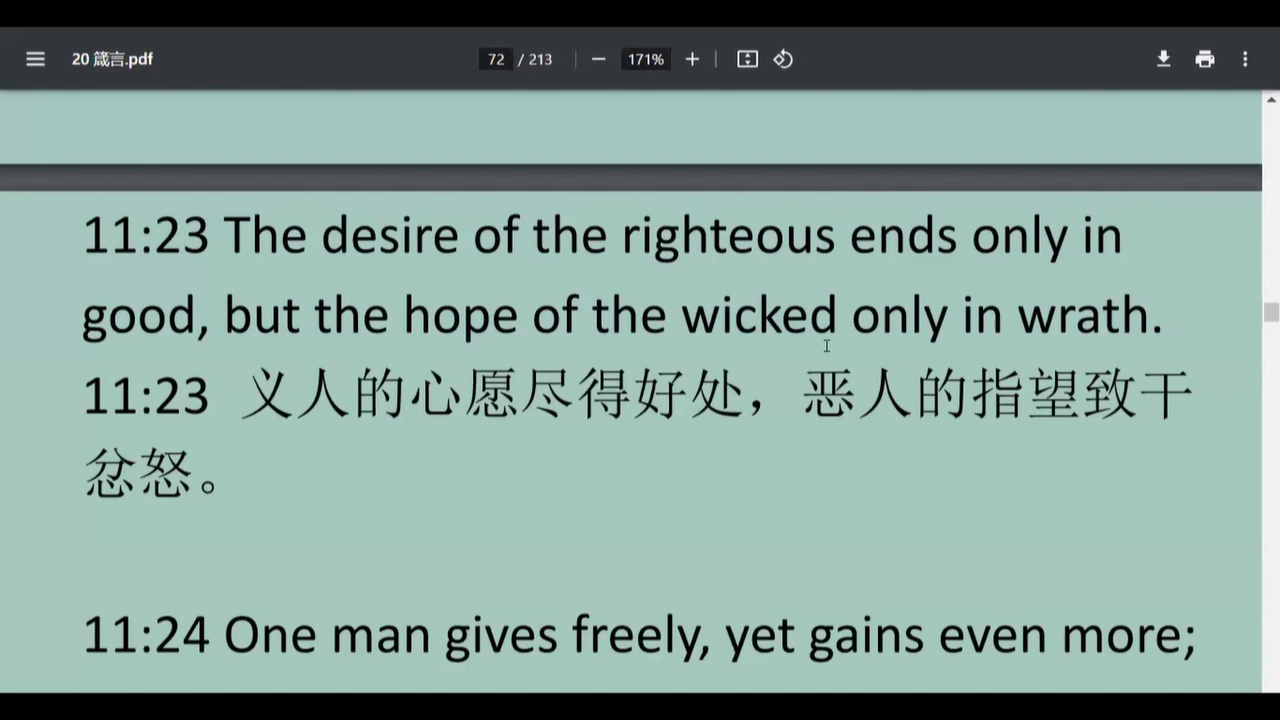 20 箴言.pdf
72 / 213
171%
11:23 The desire of the righteous ends only in
good, but the hope of the wicked only in wrath.
11:23 义人的心愿尽得好处，恶人的指望致干
忿怒。
11:24 One man gives freely, yet gains even more;